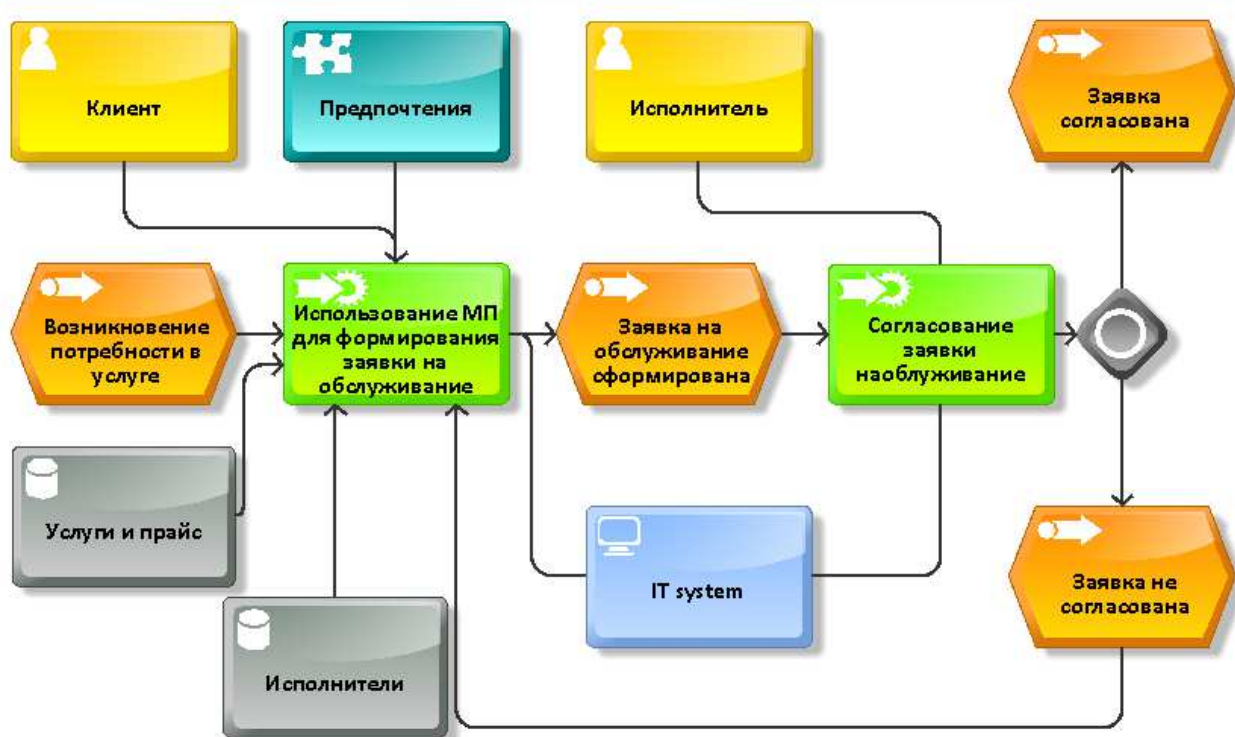 Клиент
Предпочтения
Исполнитель
Заявка
согласована
Возникновение
потребности в
услуге
Использование МП
для формирования
заявки на
обслуживание
Заявка на
обслуживание
сформирована
Согласование
заявки
наоблуживание
Услуги и прайс
IT system
Заявка не
согласована
Исполнители